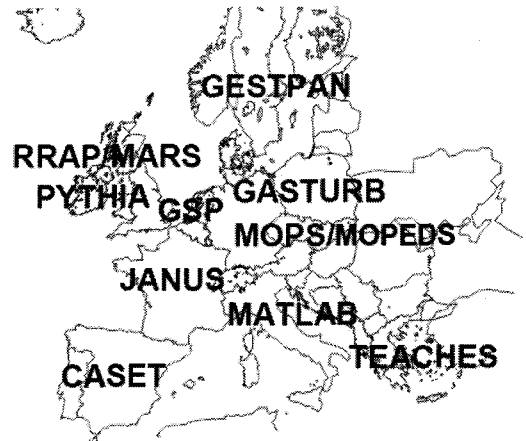 GESTPAN
RRAP/MARS
PYTHIA
GASTURB
GSP
MOPS/MOPEDS
JANUS
MATLAB
TEACHES
CASET